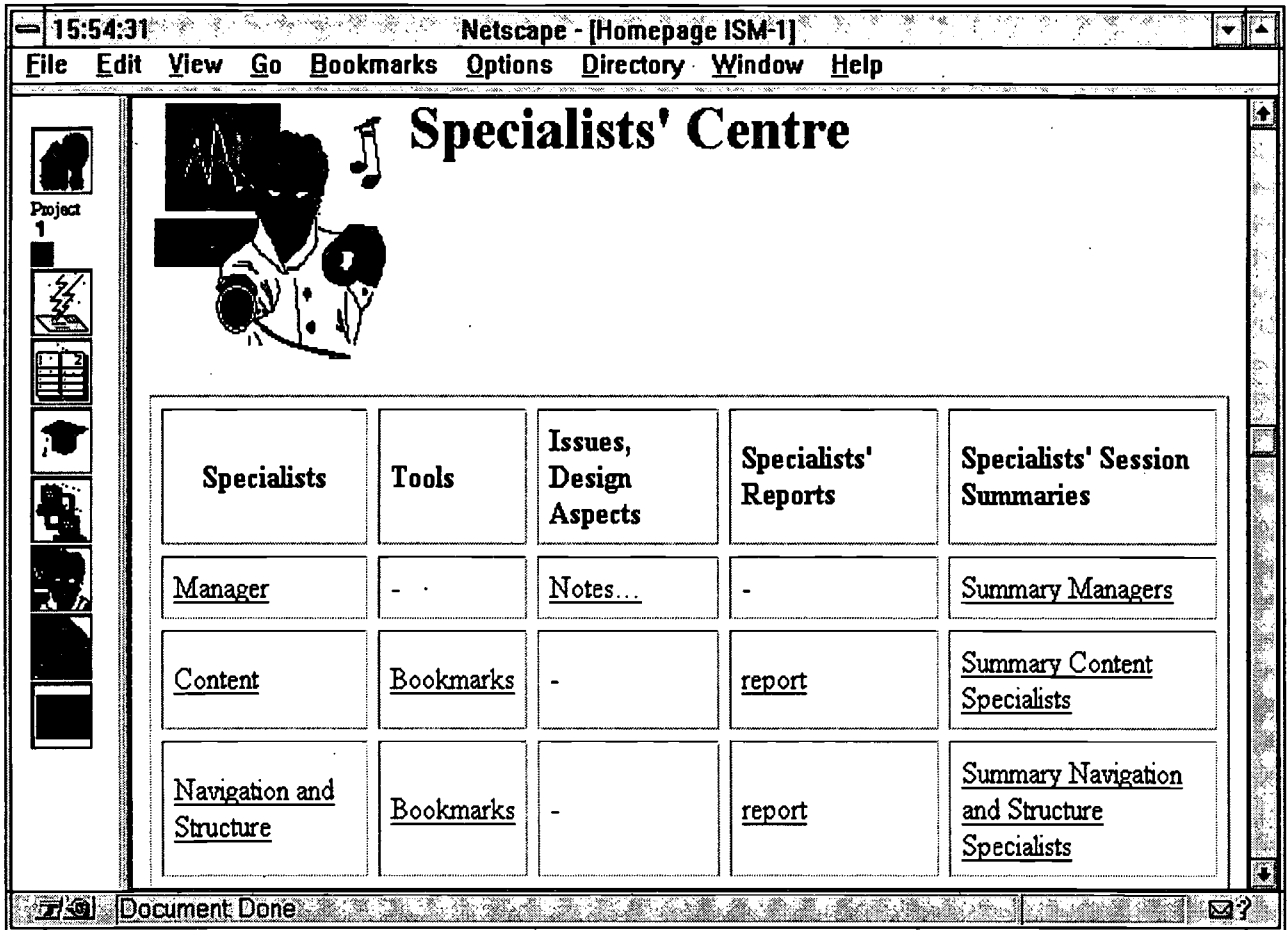 15:54:31 Netscape - [Homepage ISM-1]
File Edit View Go Bookmarks Options Directory Window Help
Specialists' Centre
Project
1
1 2
Specialists
Tools
Issues,
Design
Aspects
Specialists'
Reports
Specialists' Session
Summaries
Manager
-
Notes...
-
Summary Managers
Content
Bookmarks
-
report
Summary Content
Specialists
Navigation and
Structure
Bookmarks
-
report
Summary Navigation
and Structure
Specialists
Document: Done
?